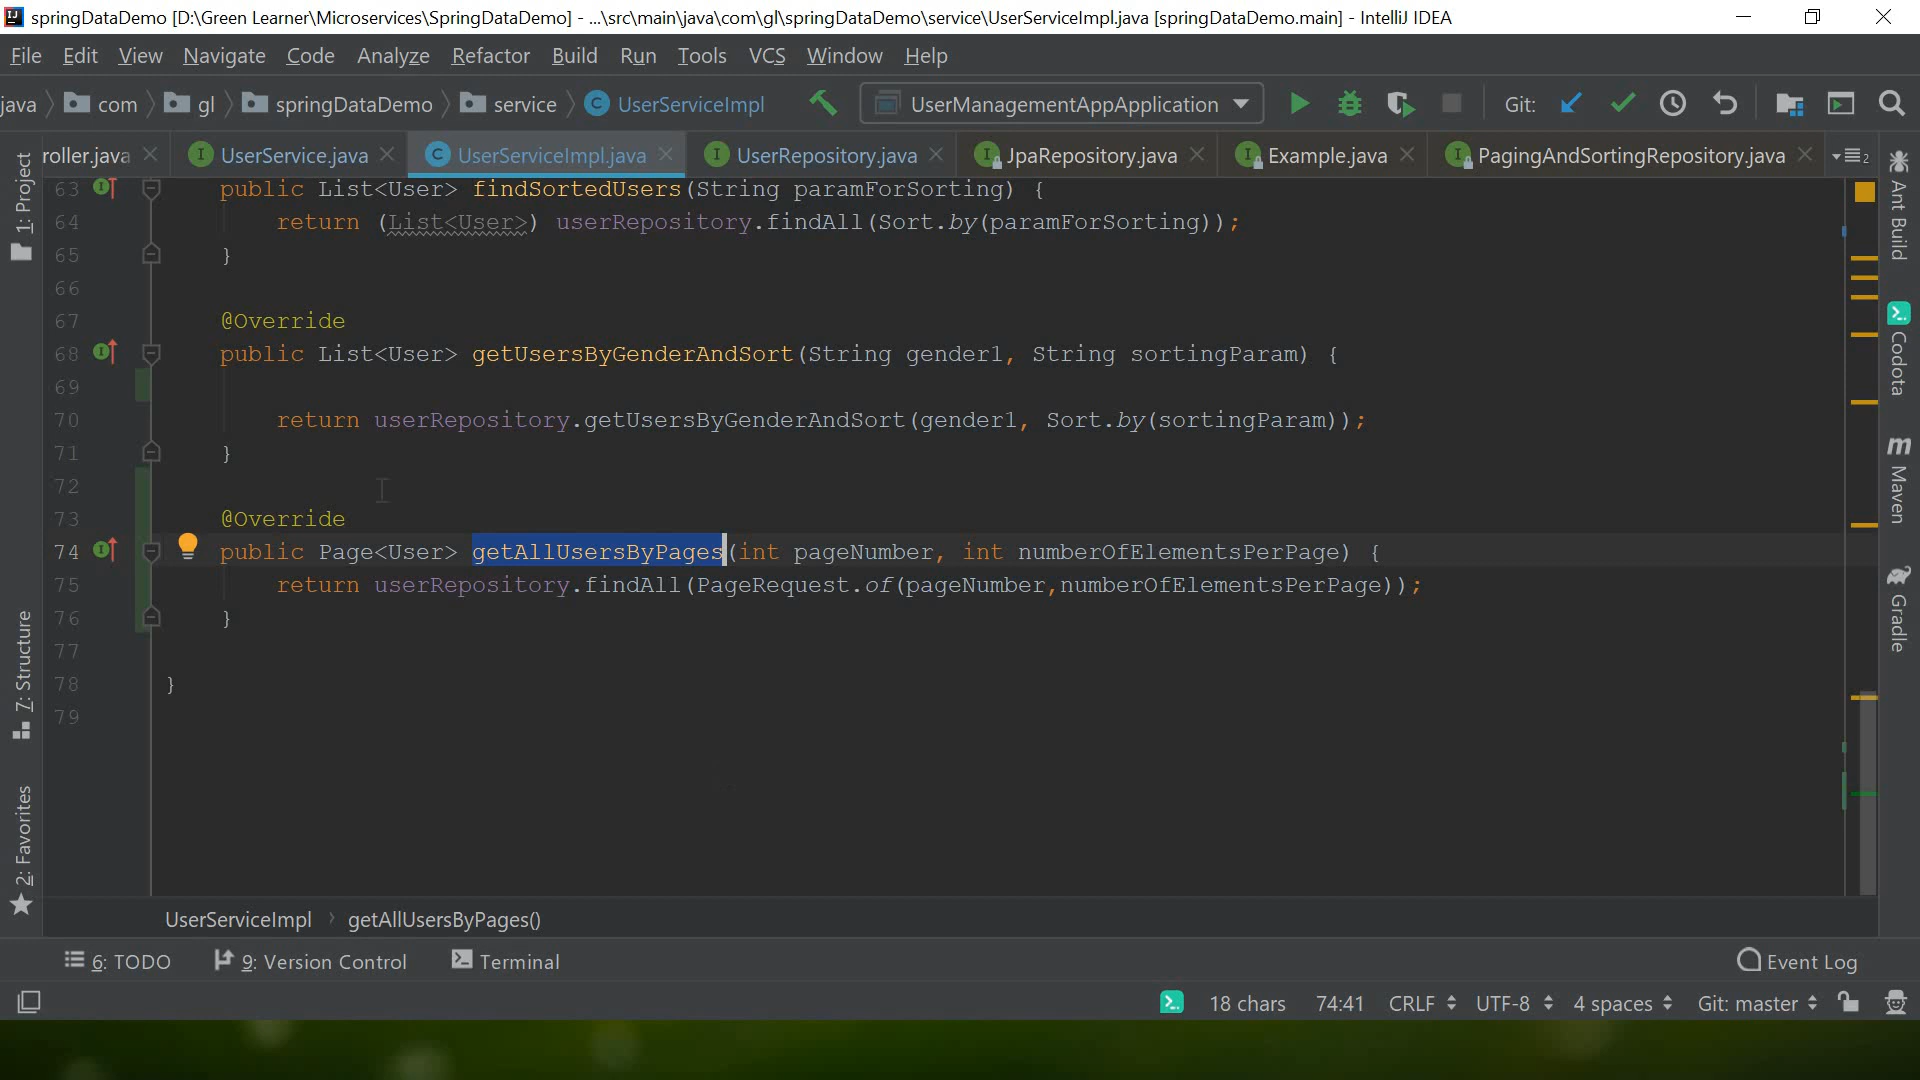 springDataDemo [D:\Green Learner\Microservices\SpringDataDemo] - ...\src\main\java\com\gl\springDataDemo\service\UserServiceImpl.java [springDataDemo.main] - IntelliJ IDEA
File Edit View Navigate Code Analyze Refactor Build Run Tools VCS Window Help
java com gl springDataDemo service UserServiceImpl UserManagementAppApplication Git:
roller.java UserService.java UserServiceImpl.java UserRepository.java JpaRepository.java Example.java PagingAndSortingRepository.java
63 public List<User> findSortedUsers(String paramForSorting) {
64 return (List<User>) userRepository.findAll(Sort.by(paramForSorting));
65 }
66
67 @Override
68 public List<User> getUsersByGenderAndSort(String gender1, String sortingParam) {
69
70 return userRepository.getUsersByGenderAndSort(gender1, Sort.by(sortingParam));
71 }
72
73 @Override
74 public Page<User> getAllUsersByPages(int pageNumber, int numberOfElementsPerPage) {
75 return userRepository.findAll(PageRequest.of(pageNumber,numberOfElementsPerPage));
76 }
77
78 }
79
1: Project
7: Structure
2: Favorites
Ant Build
Codota
Maven
Gradle
UserServiceImpl getAllUsersByPages()
6: TODO 9: Version Control Terminal Event Log
18 chars 74:41 CRLF UTF-8 4 spaces Git: master